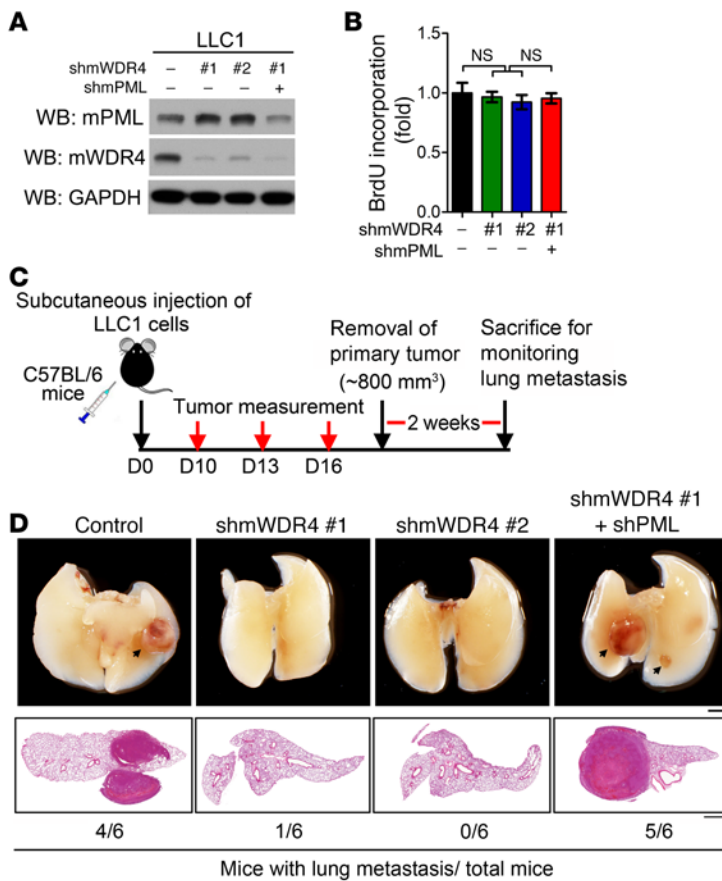 A
LLC1
shmWDR4 – #1 #2 #1
shmPML – – – +
WB: mPML
WB: mWDR4
WB: GAPDH
B
NS NS
BrdU incorporation
(fold)
1.5
1.0
0.5
0.0
shmWDR4 – #1 #2 #1
shmPML – – – +
C
Subcutaneous injection of
LLC1 cells
C57BL/6
mice
Tumor measurement
Removal of
primary tumor
(~800 mm³)
Sacrifice for
monitoring
lung metastasis
2 weeks
D0 D10 D13 D16
D
Control shmWDR4 #1 shmWDR4 #2 shmWDR4 #1
+ shPML
4/6 1/6 0/6 5/6
Mice with lung metastasis/ total mice